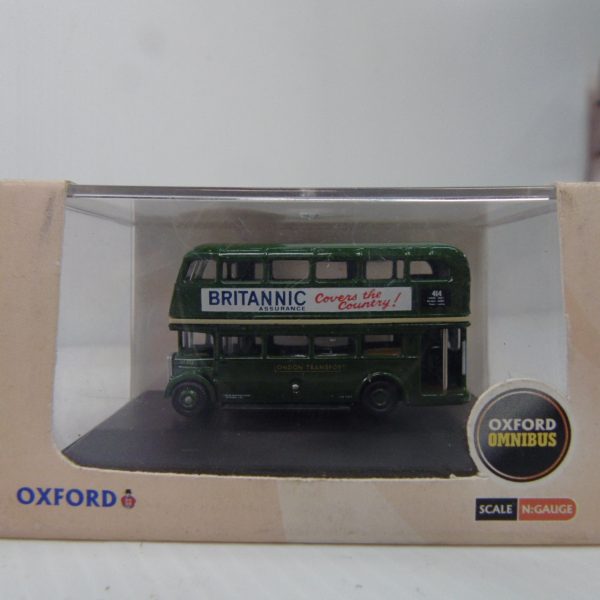 BRITANNIC
ASSURANCE
Covers the
Country!
414
LONDON TRANSPORT
OXFORD
OMNIBUS
OXFORD
SCALE N:GAUGE